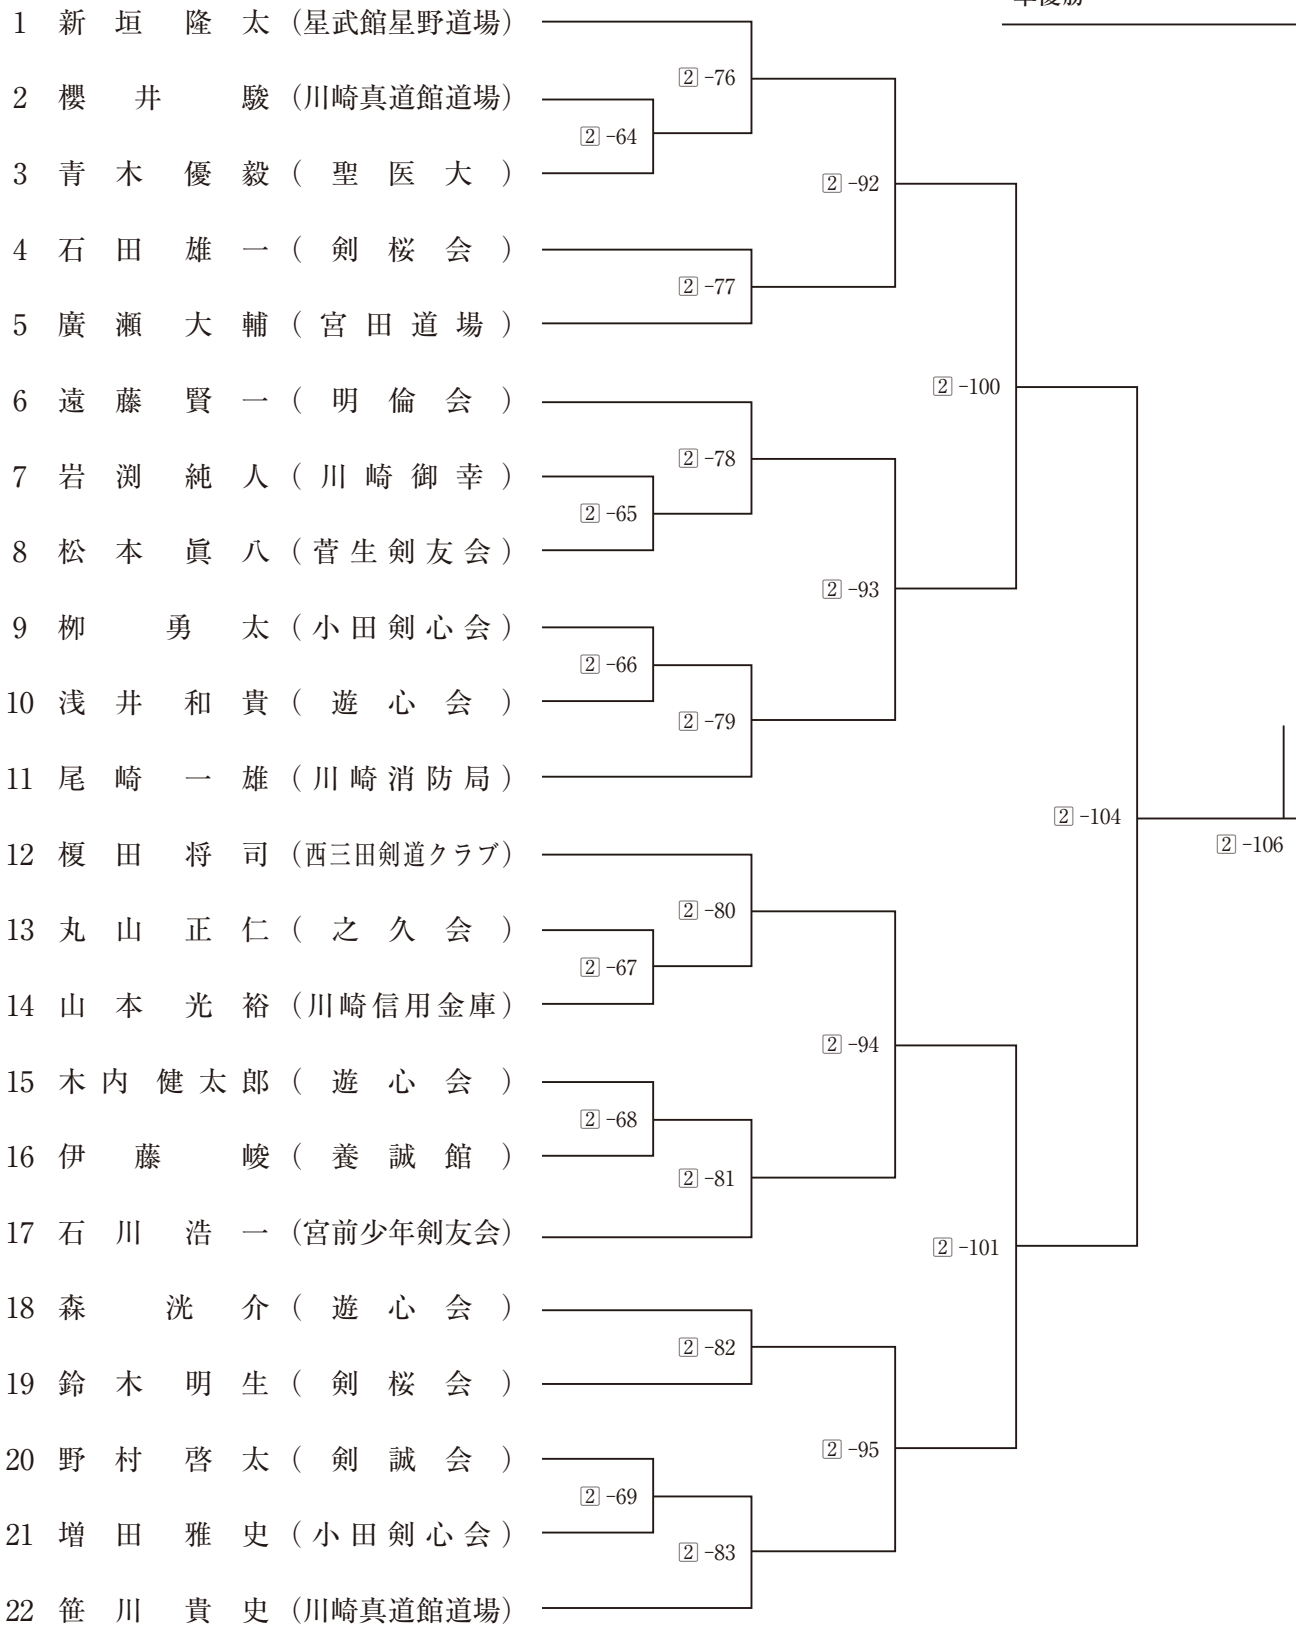 準優勝
1 新垣 隆太 (星武館星野道場)
2 櫻井 駿 (川崎真道館道場)
3 青木 優毅 (聖医大)
4 石田 雄一 (剣桜会)
5 廣瀬 大輔 (宮田道場)
6 遠藤 賢一 (明倫会)
7 岩渕 純人 (川崎御幸)
8 松本 眞八 (菅生剣友会)
9 栁 勇太 (小田剣心会)
10 浅井 和貴 (遊心会)
11 尾崎 一雄 (川崎消防局)
12 榎田 将司 (西三田剣道クラブ)
13 丸山 正仁 (之久会)
14 山本 光裕 (川崎信用金庫)
15 木内 健太郎 (遊心会)
16 伊藤 峻 (養誠館)
17 石川 浩一 (宮前少年剣友会)
18 森 洸介 (遊心会)
19 鈴木 明生 (剣桜会)
20 野村 啓太 (剣誠会)
21 増田 雅史 (小田剣心会)
22 笹川 貴史 (川崎真道館道場)
2-64
2-65
2-66
2-67
2-68
2-69
2-76
2-77
2-78
2-79
2-80
2-81
2-82
2-83
2-92
2-93
2-94
2-95
2-100
2-101
2-104
2-106